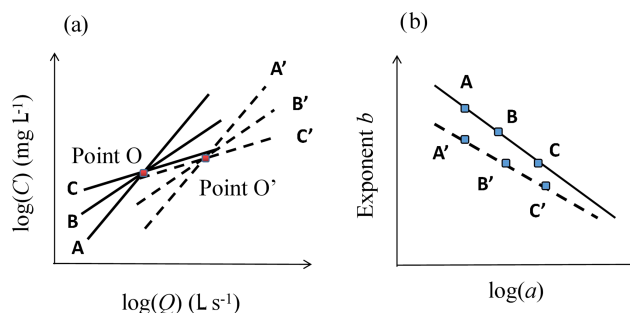 (a)
A’
B’
C’
Point O
Point O’
C
B
A
log(C) (mg L-1)
log(Q) (L s-1)
(b)
A
B
C
A’
B’
C’
Exponent b
log(a)